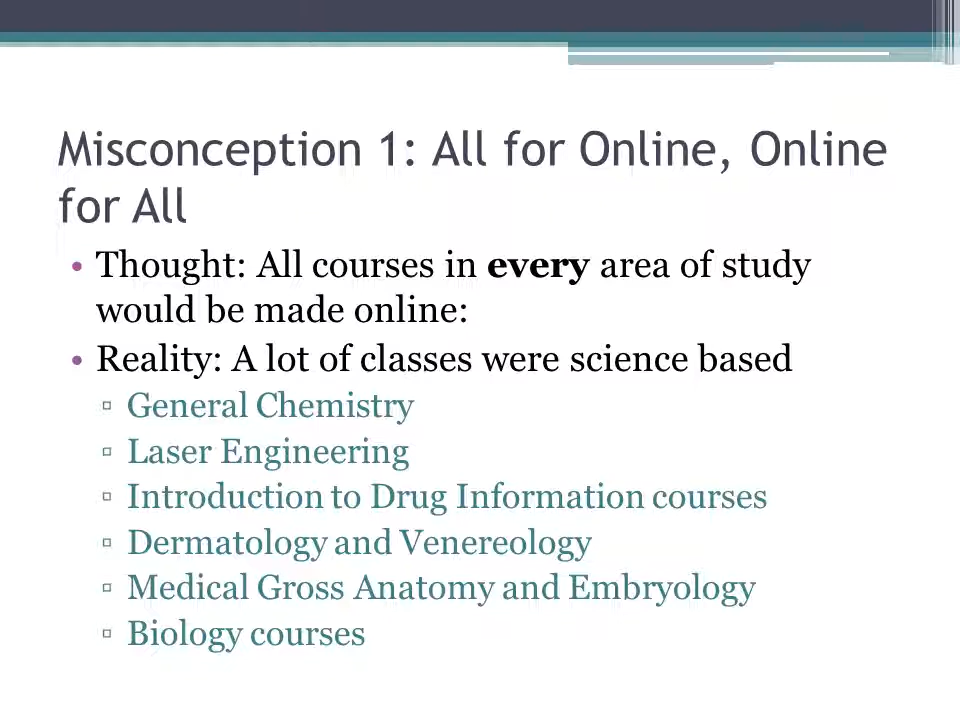 Misconception 1: All for Online, Online
for All
• Thought: All courses in every area of study
would be made online:
• Reality: A lot of classes were science based
▫ General Chemistry
▫ Laser Engineering
▫ Introduction to Drug Information courses
▫ Dermatology and Venereology
▫ Medical Gross Anatomy and Embryology
▫ Biology courses